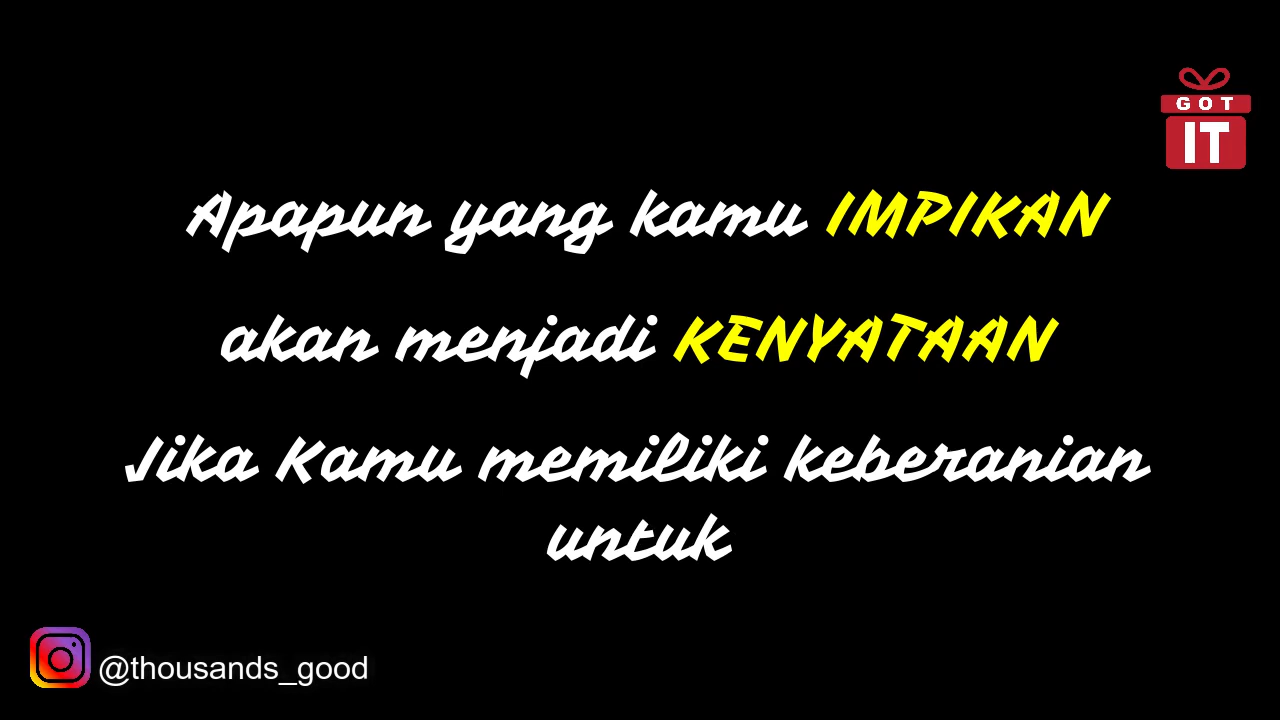 GOT
IT
Apapun yang kamu IMPIKAN
akan menjadi KENYATAAN
Jika Kamu memiliki keberanian
untuk
@thousands_good